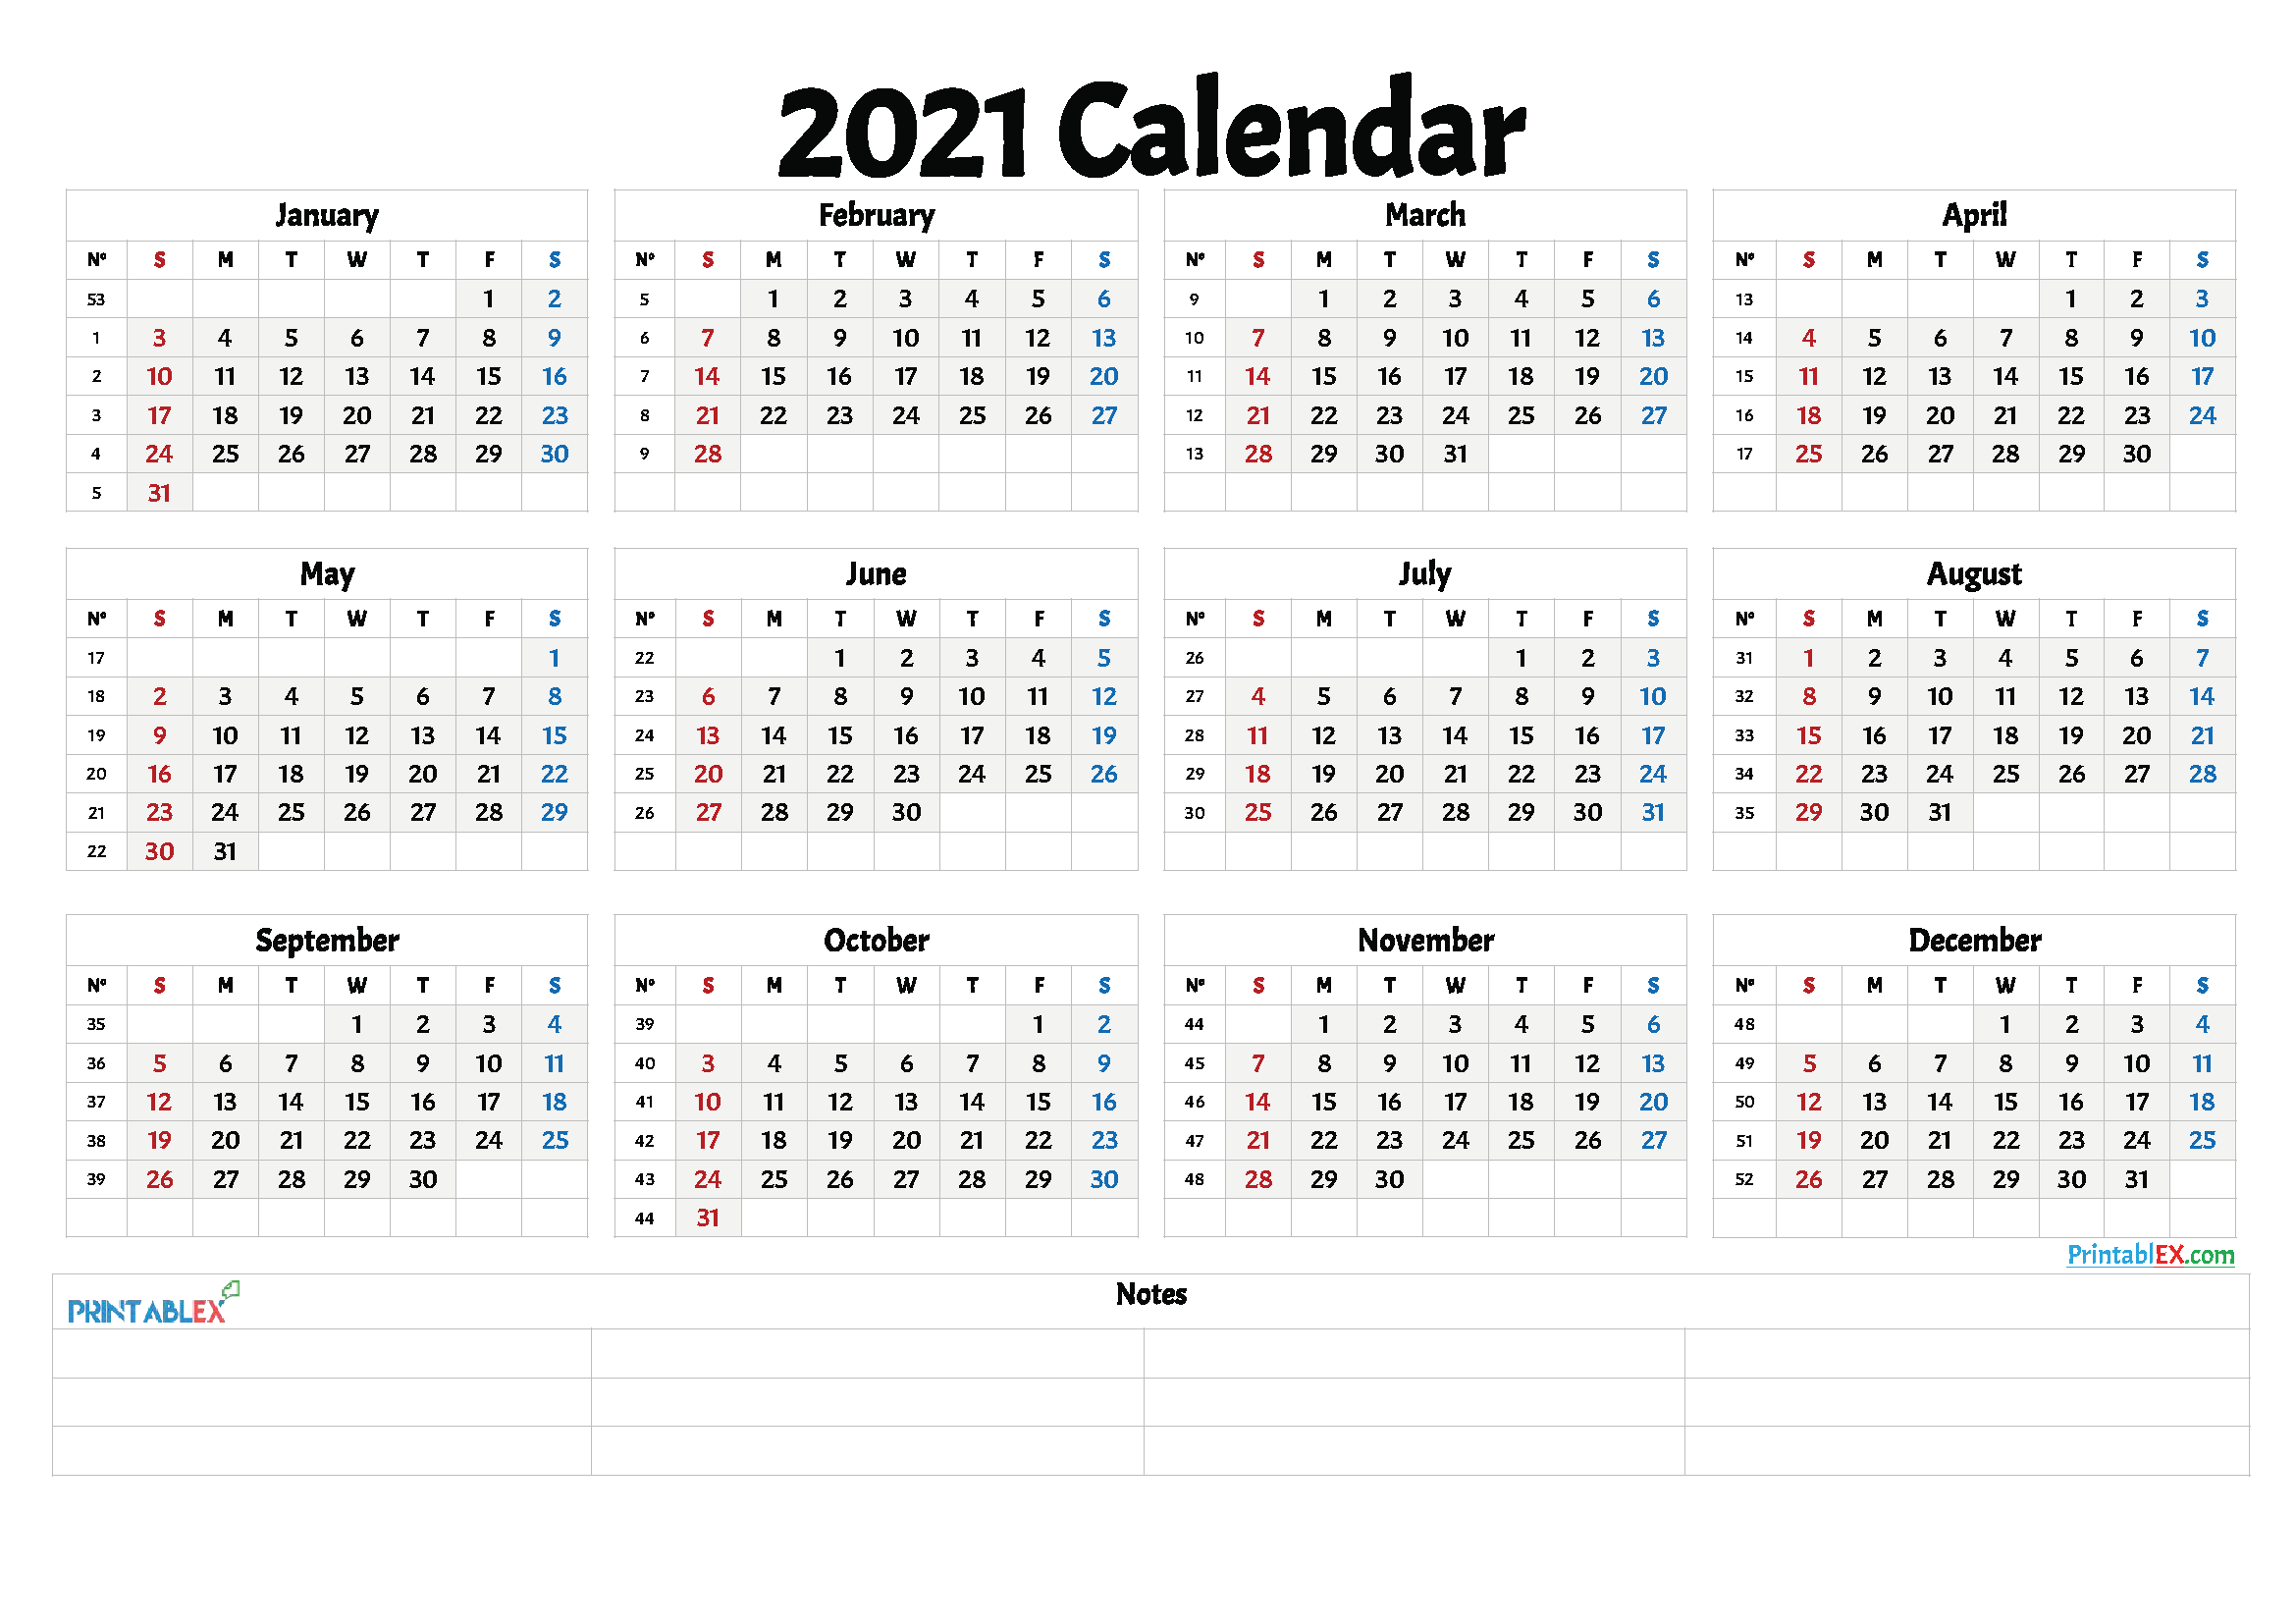 2021 Calendar
January
Nº S M T W T F S
53 1 2
1 3 4 5 6 7 8 9
2 10 11 12 13 14 15 16
3 17 18 19 20 21 22 23
4 24 25 26 27 28 29 30
5 31
February
Nº S M T W T F S
5 1 2 3 4 5 6
6 7 8 9 10 11 12 13
7 14 15 16 17 18 19 20
8 21 22 23 24 25 26 27
9 28
March
Nº S M T W T F S
9 1 2 3 4 5 6
10 7 8 9 10 11 12 13
11 14 15 16 17 18 19 20
12 21 22 23 24 25 26 27
13 28 29 30 31
April
Nº S M T W T F S
13 1 2 3
14 4 5 6 7 8 9 10
15 11 12 13 14 15 16 17
16 18 19 20 21 22 23 24
17 25 26 27 28 29 30
May
Nº S M T W T F S
17 1
18 2 3 4 5 6 7 8
19 9 10 11 12 13 14 15
20 16 17 18 19 20 21 22
21 23 24 25 26 27 28 29
22 30 31
June
Nº S M T W T F S
22 1 2 3 4 5
23 6 7 8 9 10 11 12
24 13 14 15 16 17 18 19
25 20 21 22 23 24 25 26
26 27 28 29 30
July
Nº S M T W T F S
26 1 2 3
27 4 5 6 7 8 9 10
28 11 12 13 14 15 16 17
29 18 19 20 21 22 23 24
30 25 26 27 28 29 30 31
August
Nº S M T W T F S
31 1 2 3 4 5 6 7
32 8 9 10 11 12 13 14
33 15 16 17 18 19 20 21
34 22 23 24 25 26 27 28
35 29 30 31
September
Nº S M T W T F S
35 1 2 3 4
36 5 6 7 8 9 10 11
37 12 13 14 15 16 17 18
38 19 20 21 22 23 24 25
39 26 27 28 29 30
October
Nº S M T W T F S
39 1 2
40 3 4 5 6 7 8 9
41 10 11 12 13 14 15 16
42 17 18 19 20 21 22 23
43 24 25 26 27 28 29 30
44 31
November
Nº S M T W T F S
44 1 2 3 4 5 6
45 7 8 9 10 11 12 13
46 14 15 16 17 18 19 20
47 21 22 23 24 25 26 27
48 28 29 30
December
Nº S M T W T F S
48 1 2 3 4
49 5 6 7 8 9 10 11
50 12 13 14 15 16 17 18
51 19 20 21 22 23 24 25
52 26 27 28 29 30 31
PrintablEX.com
PRINTABLEX
Notes